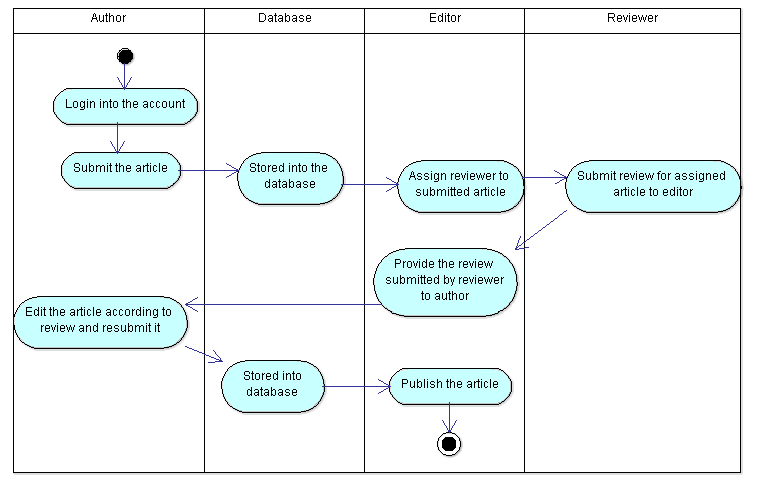 Author
Database
Editor
Reviewer
Login into the account
Submit the article
Stored into the
database
Assign reviewer to
submitted article
Submit review for assigned
article to editor
Provide the review
submitted by reviewer
to author
Edit the article according to
review and resubmit it
Stored into
database
Publish the article